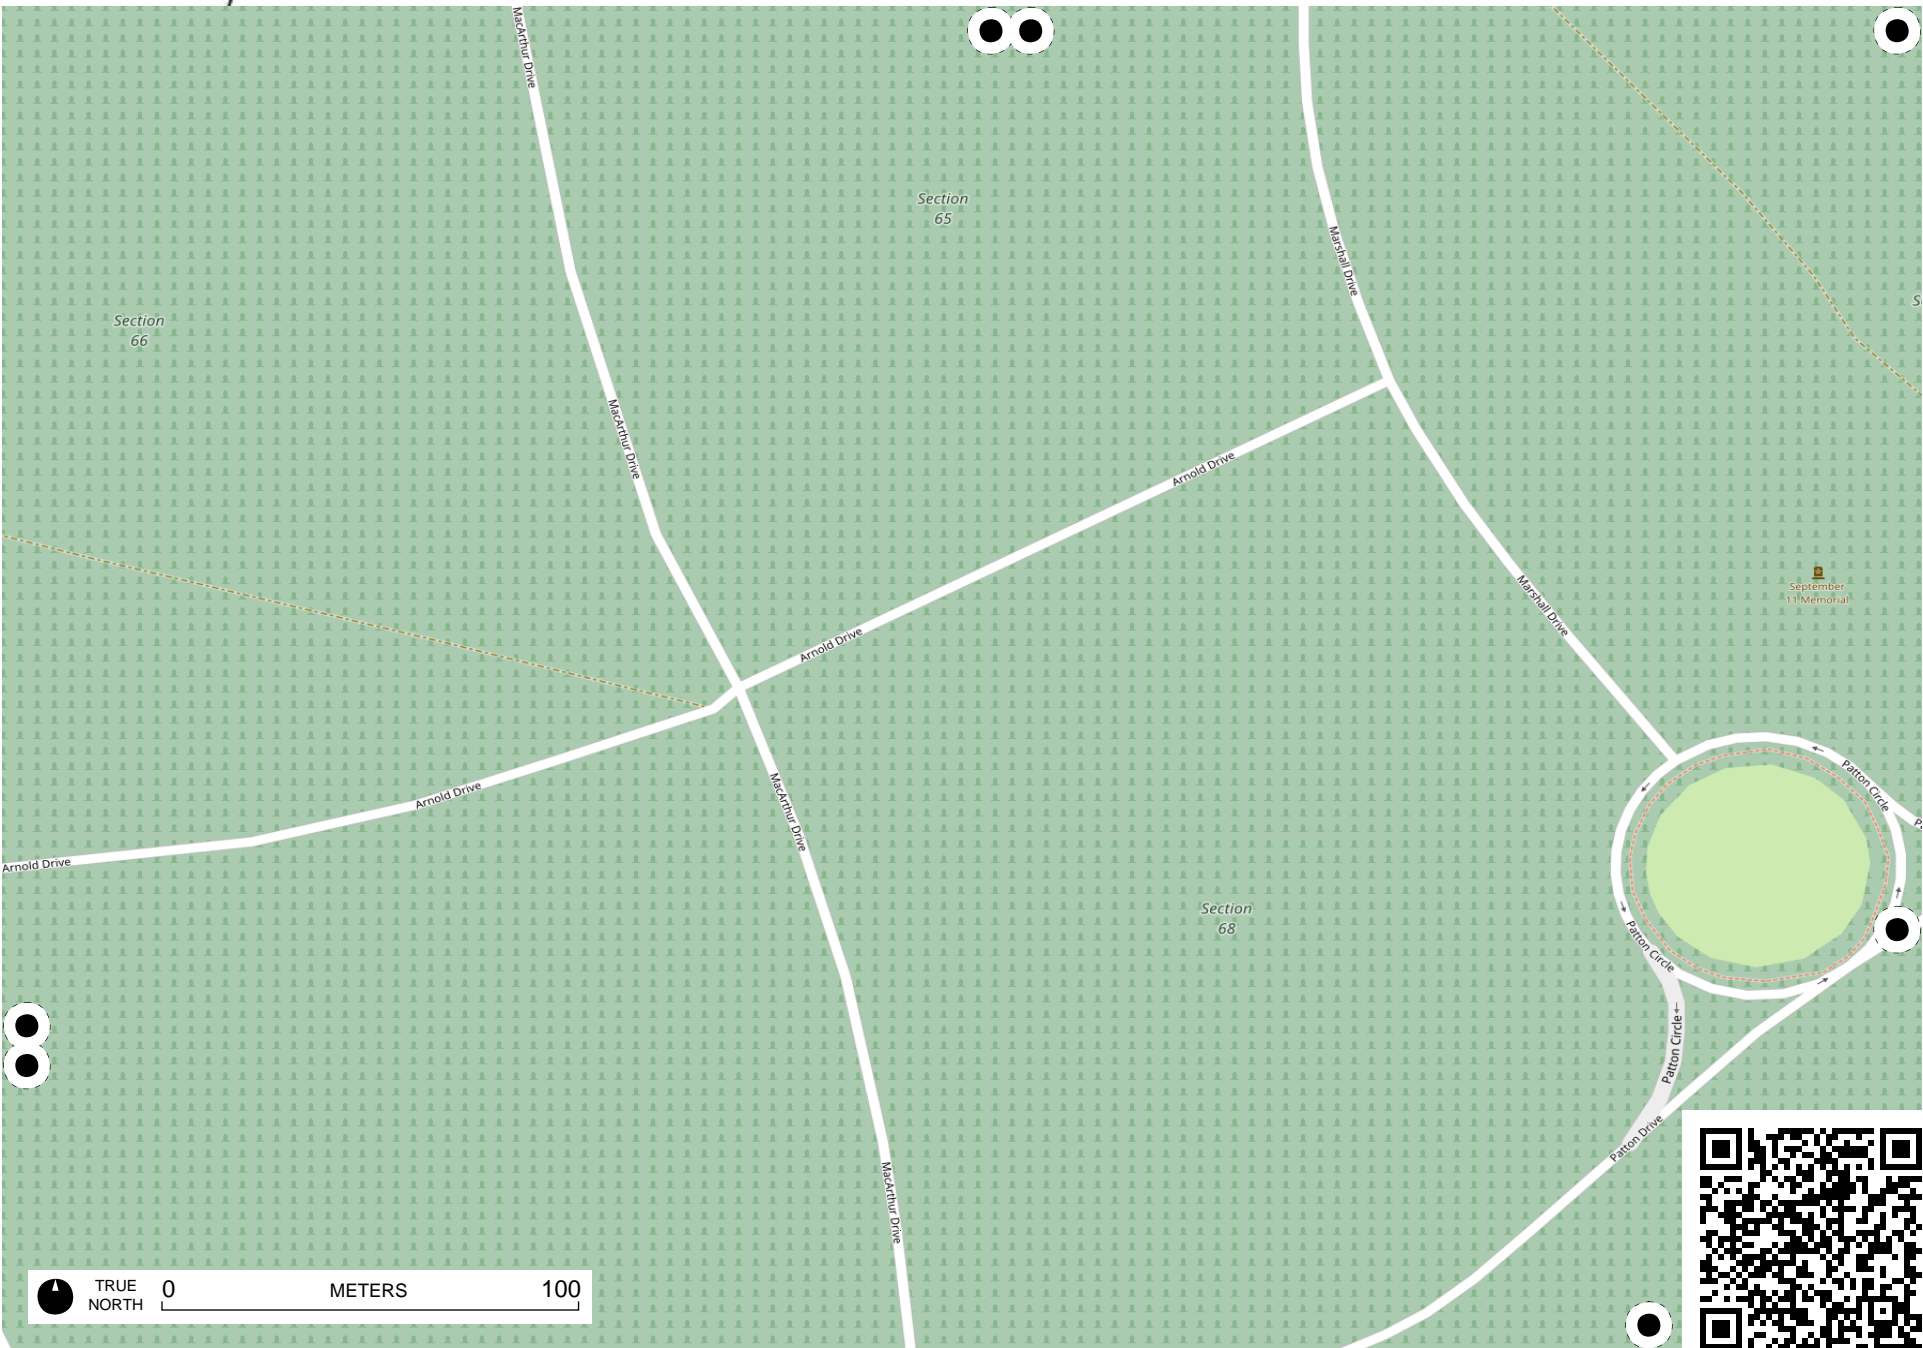 MacArthur Drive
Section
65
Marshall Drive
Section
66
MacArthur Drive
Arnold Drive
September
11 Memorial
Marshall Drive
Arnold Drive
Patton Circle
Arnold Drive
MacArthur Drive
Arnold Drive
Section
68
Patton Circle
Patton Circle
Patton Drive
MacArthur Drive
TRUE
NORTH
0 METERS 100